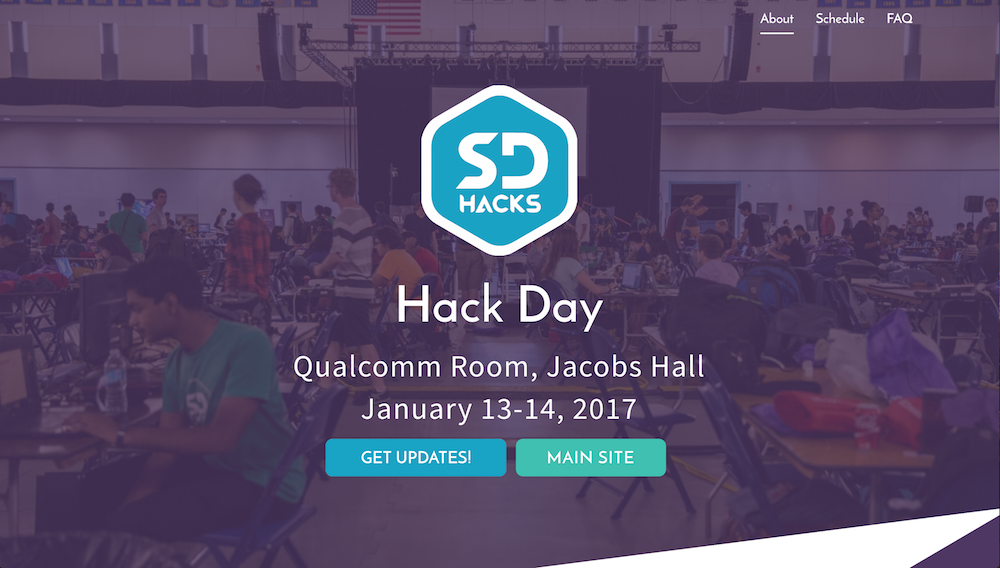 About Schedule FAQ
SD
HACKS
Hack Day
Qualcomm Room, Jacobs Hall
January 13-14, 2017
GET UPDATES! MAIN SITE